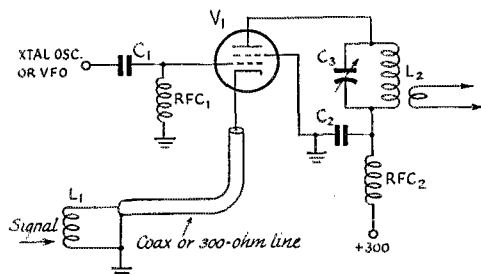 V1
XTAL OSC.
OR VFO
C1
RFC1
C3
L2
C2
RFC2
+300
L1
Signal
Coax or 300-ohm line